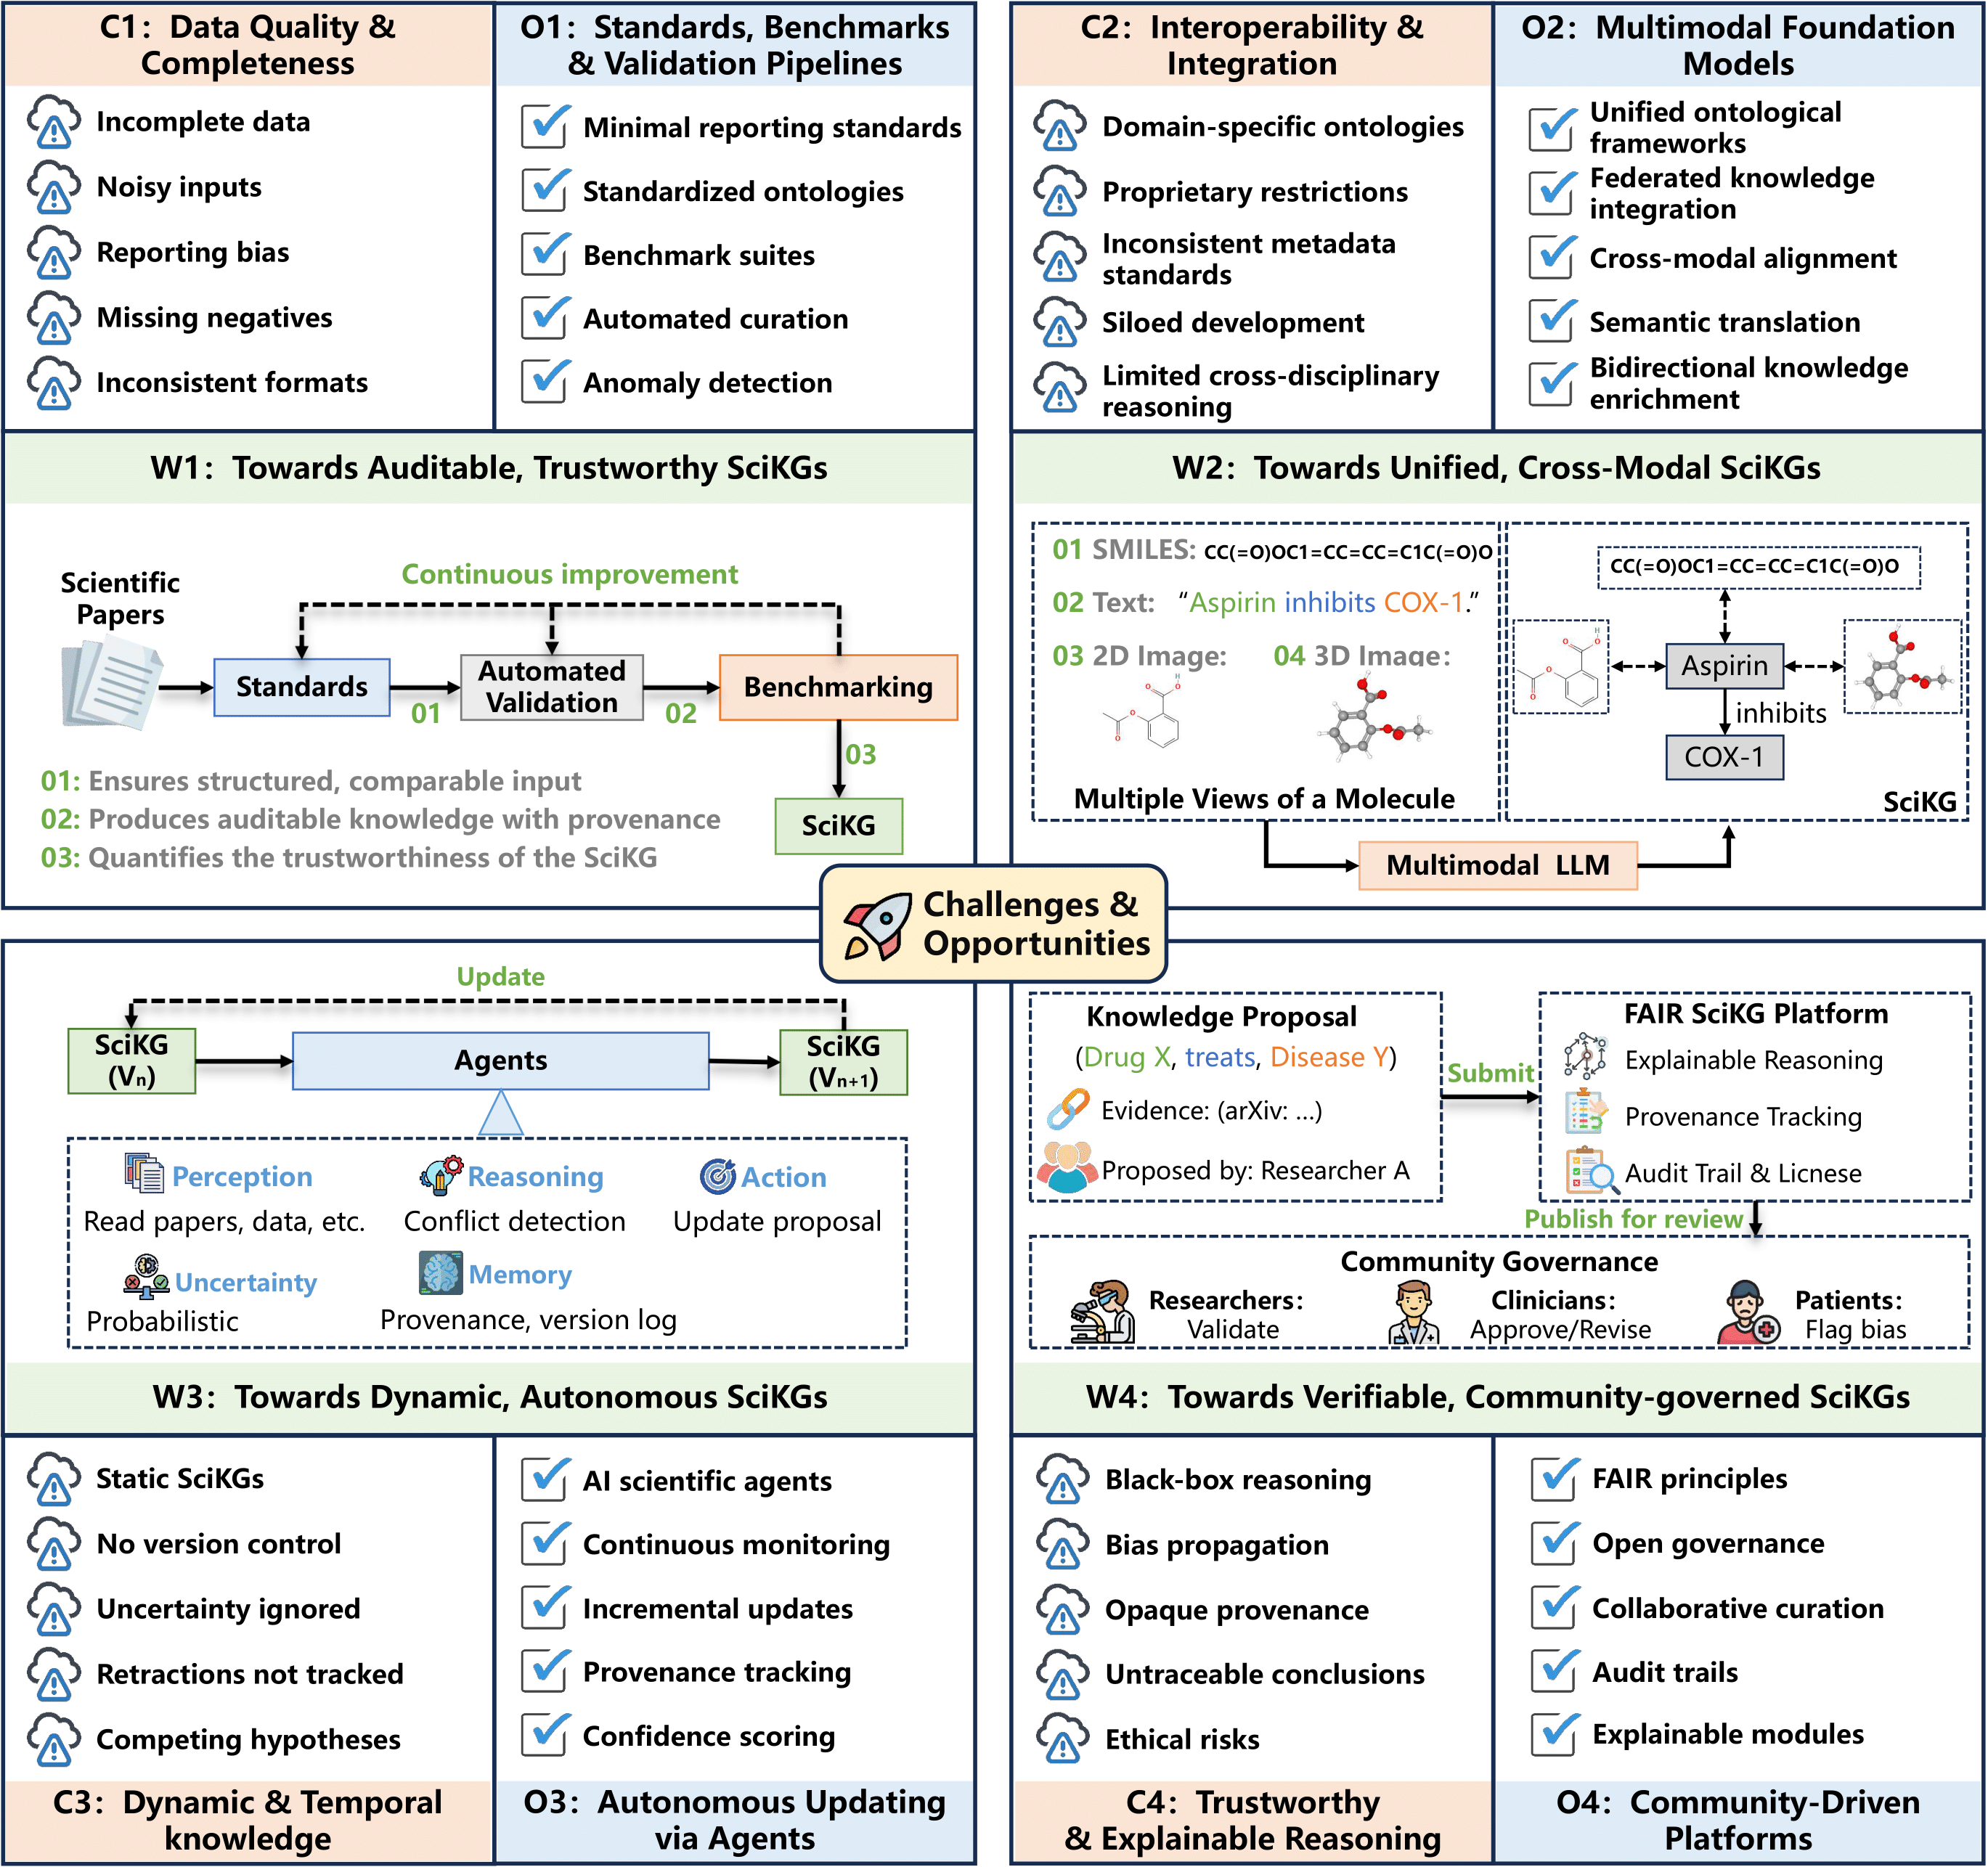 C1: Data Quality &
Completeness
Incomplete data
Noisy inputs
Reporting bias
Missing negatives
Inconsistent formats
O1: Standards, Benchmarks
& Validation Pipelines
Minimal reporting standards
Standardized ontologies
Benchmark suites
Automated curation
Anomaly detection
W1: Towards Auditable, Trustworthy SciKGs
Continuous improvement
Scientific
Papers
Standards
01
Automated
Validation
02
Benchmarking
03
SciKG
01: Ensures structured, comparable input
02: Produces auditable knowledge with provenance
03: Quantifies the trustworthiness of the SciKG
C2: Interoperability &
Integration
Domain-specific ontologies
Proprietary restrictions
Inconsistent metadata
standards
Siloed development
Limited cross-disciplinary
reasoning
O2: Multimodal Foundation
Models
Unified ontological
frameworks
Federated knowledge
integration
Cross-modal alignment
Semantic translation
Bidirectional knowledge
enrichment
W2: Towards Unified, Cross-Modal SciKGs
01 SMILES: CC(=O)OC1=CC=CC=C1C(=O)O
02 Text: “Aspirin inhibits COX-1.”
03 2D Image: 04 3D Image:
O
H
O
O
O
Multiple Views of a Molecule
CC(=O)OC1=CC=CC=C1C(=O)O
O
H
O
O
O
Aspirin
inhibits
COX-1
SciKG
Multimodal LLM
Challenges &
Opportunities
Update
SciKG
(Vn)
Agents
SciKG
(Vn+1)
Perception
Read papers, data, etc.
Reasoning
Conflict detection
Action
Update proposal
Uncertainty
Probabilistic
Memory
Provenance, version log
W3: Towards Dynamic, Autonomous SciKGs
Static SciKGs
No version control
Uncertainty ignored
Retractions not tracked
Competing hypotheses
C3: Dynamic & Temporal
knowledge
AI scientific agents
Continuous monitoring
Incremental updates
Provenance tracking
Confidence scoring
O3: Autonomous Updating
via Agents
Knowledge Proposal
(Drug X, treats, Disease Y)
Evidence: (arXiv: ...)
Proposed by: Researcher A
Submit
FAIR SciKG Platform
Explainable Reasoning
Provenance Tracking
Audit Trail & Licnese
Publish for review
Community Governance
Researchers:
Validate
Clinicians:
Approve/Revise
Patients:
Flag bias
W4: Towards Verifiable, Community-governed SciKGs
Black-box reasoning
Bias propagation
Opaque provenance
Untraceable conclusions
Ethical risks
C4: Trustworthy
& Explainable Reasoning
FAIR principles
Open governance
Collaborative curation
Audit trails
Explainable modules
O4: Community-Driven
Platforms